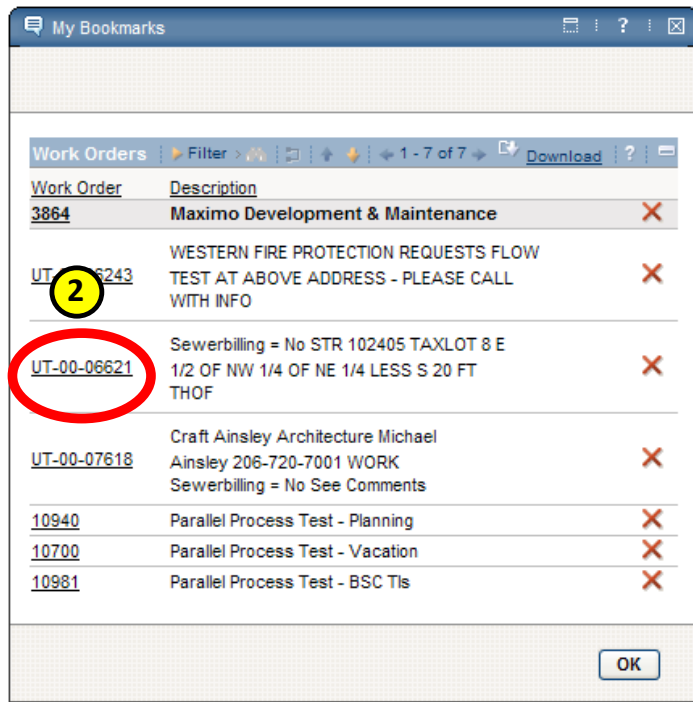 My Bookmarks ?
Work Orders Filter 1 - 7 of 7 Download ?
Work Order Description
3864 Maximo Development & Maintenance
WESTERN FIRE PROTECTION REQUESTS FLOW
6243 TEST AT ABOVE ADDRESS - PLEASE CALL
WITH INFO
2
Sewerbilling = No STR 102405 TAXLOT 8 E
UT-00-06621 1/2 OF NW 1/4 OF NE 1/4 LESS S 20 FT
THOF
Craft Ainsley Architecture Michael
UT-00-07618 Ainsley 206-720-7001 WORK
Sewerbilling = No See Comments
10940 Parallel Process Test - Planning
10700 Parallel Process Test - Vacation
10981 Parallel Process Test - BSC TIs
OK